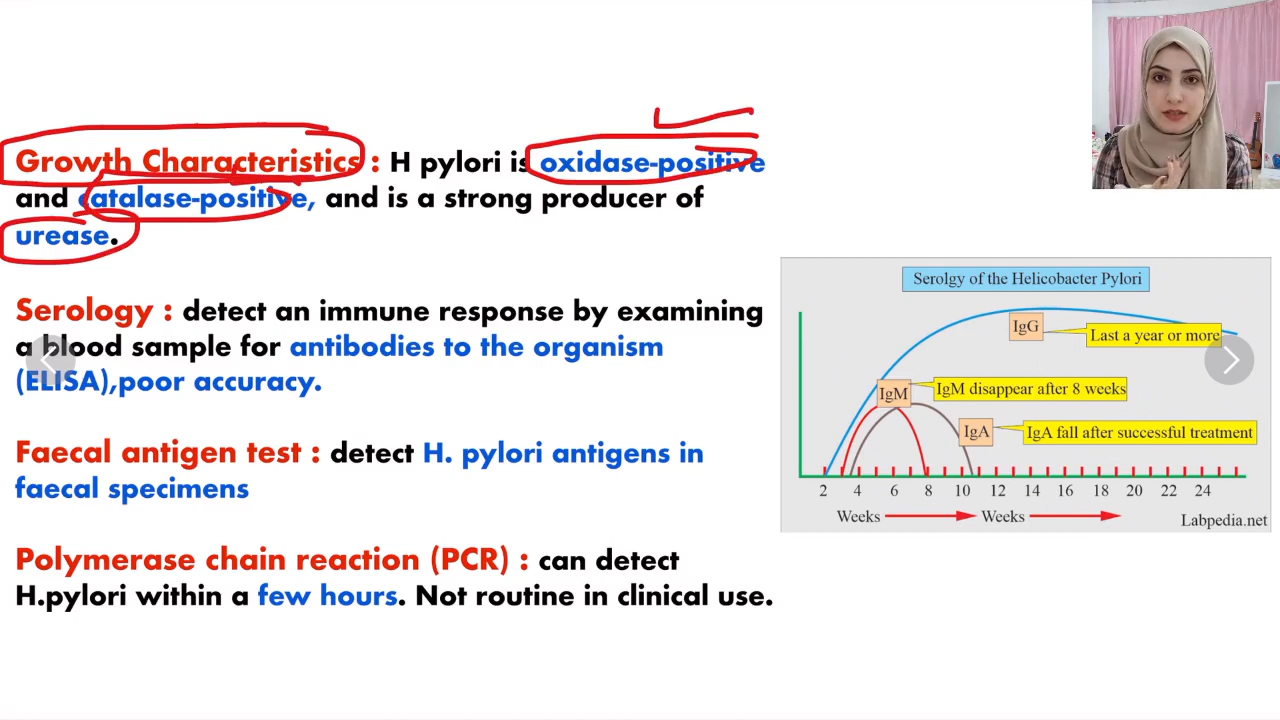 Growth Characteristics : H pylori is oxidase-positive
and catalase-positive, and is a strong producer of
urease.
Serology : detect an immune response by examining
a blood sample for antibodies to the organism
(ELISA),poor accuracy.
Faecal antigen test : detect H. pylori antigens in
faecal specimens
Polymerase chain reaction (PCR) : can detect
H.pylori within a few hours. Not routine in clinical use.
Serolgy of the Helicobacter Pylori
IgG
Last a year or more
IgM
IgM disappear after 8 weeks
IgA
IgA fall after successful treatment
2 4 6 8 10 12 14 16 18 20 22 24
Weeks Weeks
Labpedia.net